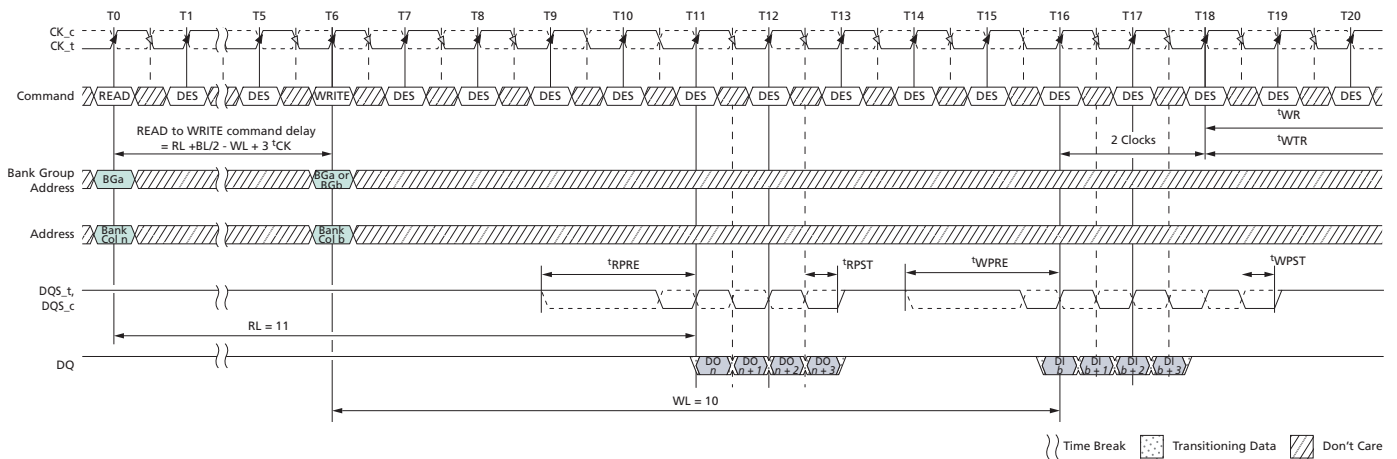 T0 T1 T5 T6 T7 T8 T9 T10 T11 T12 T13 T14 T15 T16 T17 T18 T19 T20
CK_c
CK_t
Command READ DES DES WRITE DES DES DES DES DES DES DES DES DES DES DES DES DES DES
tWR
READ to WRITE command delay
= RL +BL/2 - WL + 3 tCK
2 Clocks
tWTR
Bank Group
Address
BGa
BGa or
BGb
Address
Bank
Col n
Bank
Col b
tRPRE tRPST tWPRE tWPST
DQS_t,
DQS_c
RL = 11
DQ
DO
n
DO
n + 1
DO
n + 2
DO
n + 3
DI
b
DI
b + 1
DI
b + 2
DI
b + 3
WL = 10
Time Break Transitioning Data Don't Care